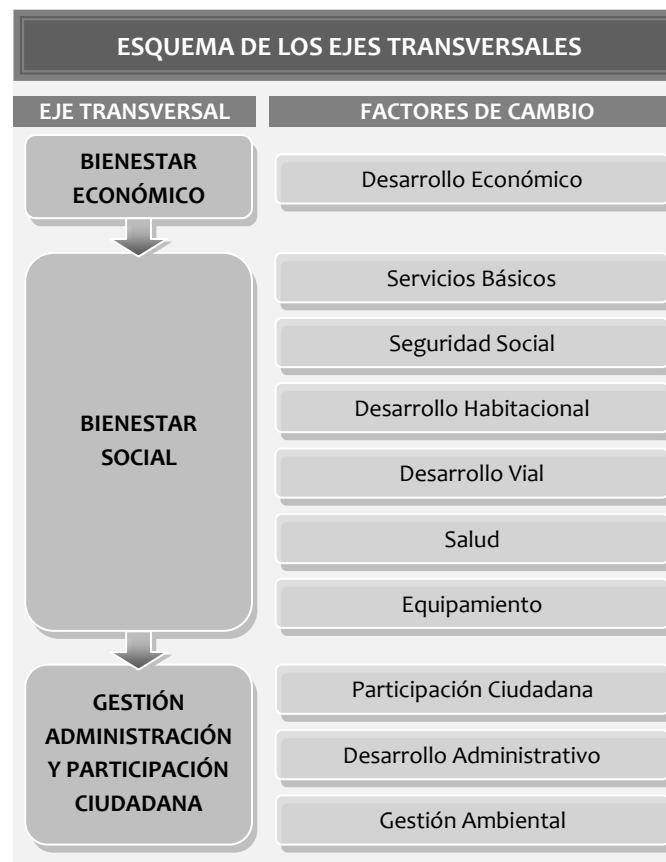 ESQUEMA DE LOS EJES TRANSVERSALES
EJE TRANSVERSAL
FACTORES DE CAMBIO
BIENESTAR
ECONÓMICO
Desarrollo Económico
BIENESTAR
SOCIAL
Servicios Básicos
Seguridad Social
Desarrollo Habitacional
Desarrollo Vial
Salud
Equipamiento
GESTIÓN
ADMINISTRACIÓN
Y PARTICIPACIÓN
CIUDADANA
Participación Ciudadana
Desarrollo Administrativo
Gestión Ambiental